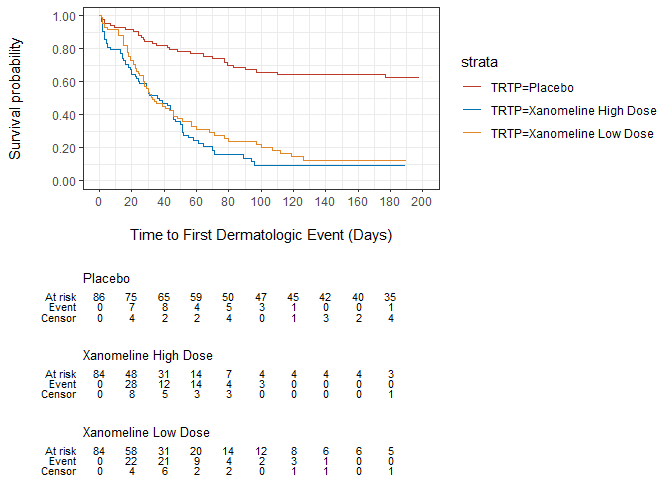 Survival probability
1.00
0.80
0.60
0.40
0.20
0.00
0 20 40 60 80 100 120 140 160 180 200
Time to First Dermatologic Event (Days)
strata
TRTP=Placebo
TRTP=Xanomeline High Dose
TRTP=Xanomeline Low Dose
Placebo
At risk 86 75 65 59 50 47 45 42 40 35
Event 0 7 8 4 5 3 1 0 0 1
Censor 0 4 2 2 4 0 1 3 2 4
Xanomeline High Dose
At risk 84 48 31 14 7 4 4 4 4 3
Event 0 28 12 14 4 3 0 0 0 0
Censor 0 8 5 3 3 0 0 0 0 1
Xanomeline Low Dose
At risk 84 58 31 20 14 12 8 6 6 5
Event 0 22 21 9 4 2 3 1 0 0
Censor 0 4 6 2 2 0 1 1 0 1